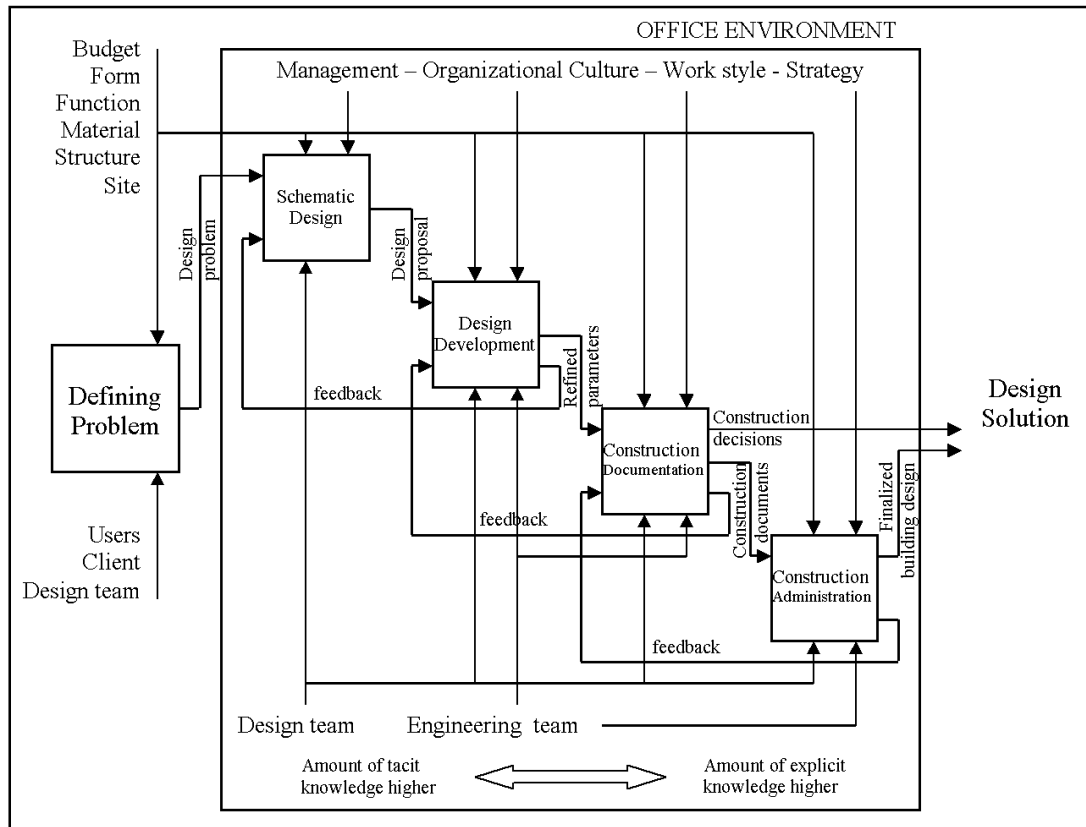 OFFICE ENVIRONMENT
Budget
Form
Function
Material
Structure
Site
Management – Organizational Culture – Work style - Strategy
Schematic
Design
Design
problem
Design
proposal
Design
Development
Refined
parameters
feedback
Defining
Problem
Design
Solution
Construction
decisions
Construction
Documentation
Construction
documents
feedback
Finalized
building design
Users
Client
Design team
Construction
Administration
feedback
Design team
Engineering team
Amount of tacit
knowledge higher
Amount of explicit
knowledge higher